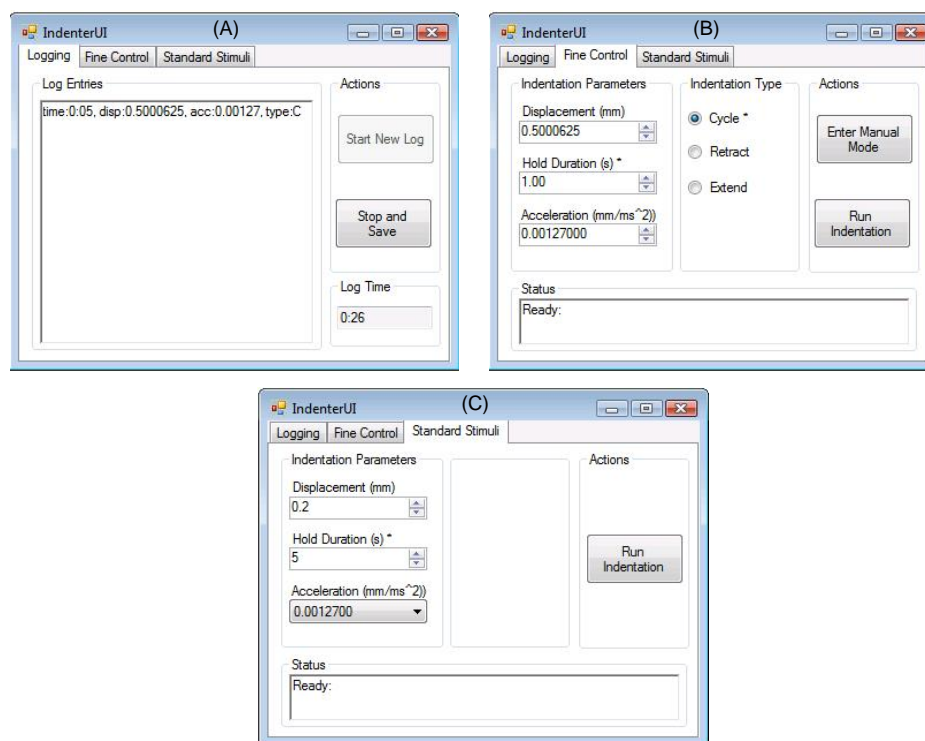 IndenterUI
(A)
Logging Fine Control Standard Stimuli
Log Entries
time:0:05, disp:0.5000625, acc:0.00127, type:C
Actions
Start New Log
Stop and
Save
Log Time
0:26
IndenterUI
(B)
Logging Fine Control Standard Stimuli
Indentation Parameters
Displacement (mm)
0.5000625
Hold Duration (s) *
1.00
Acceleration (mm/ms^2))
0.00127000
Indentation Type
Cycle *
Retract
Extend
Actions
Enter Manual
Mode
Run
Indentation
Status
Ready:
IndenterUI
(C)
Logging Fine Control Standard Stimuli
Indentation Parameters
Displacement (mm)
0.2
Hold Duration (s) *
5
Acceleration (mm/ms^2))
0.0012700
Actions
Run
Indentation
Status
Ready: